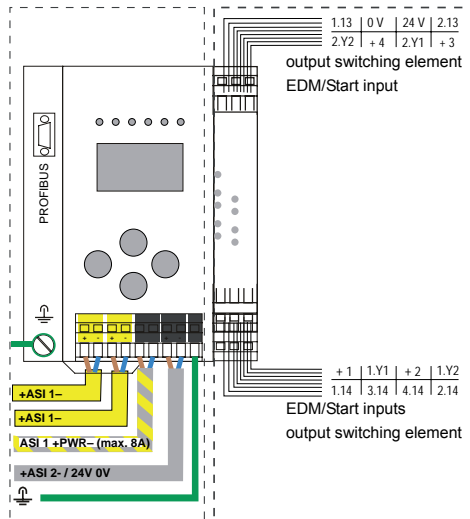 1.13 0 V 24 V 2.13
2.Y2 + 4 2.Y1 + 3
output switching element
EDM/Start input
PROFIBUS
+ - + -
+ 1 1.Y1 + 2 1.Y2
1.14 3.14 4.14 2.14
EDM/Start inputs
output switching element
+ASI 1–
+ASI 1–
ASI 1 +PWR– (max. 8A)
+ASI 2- / 24V 0V